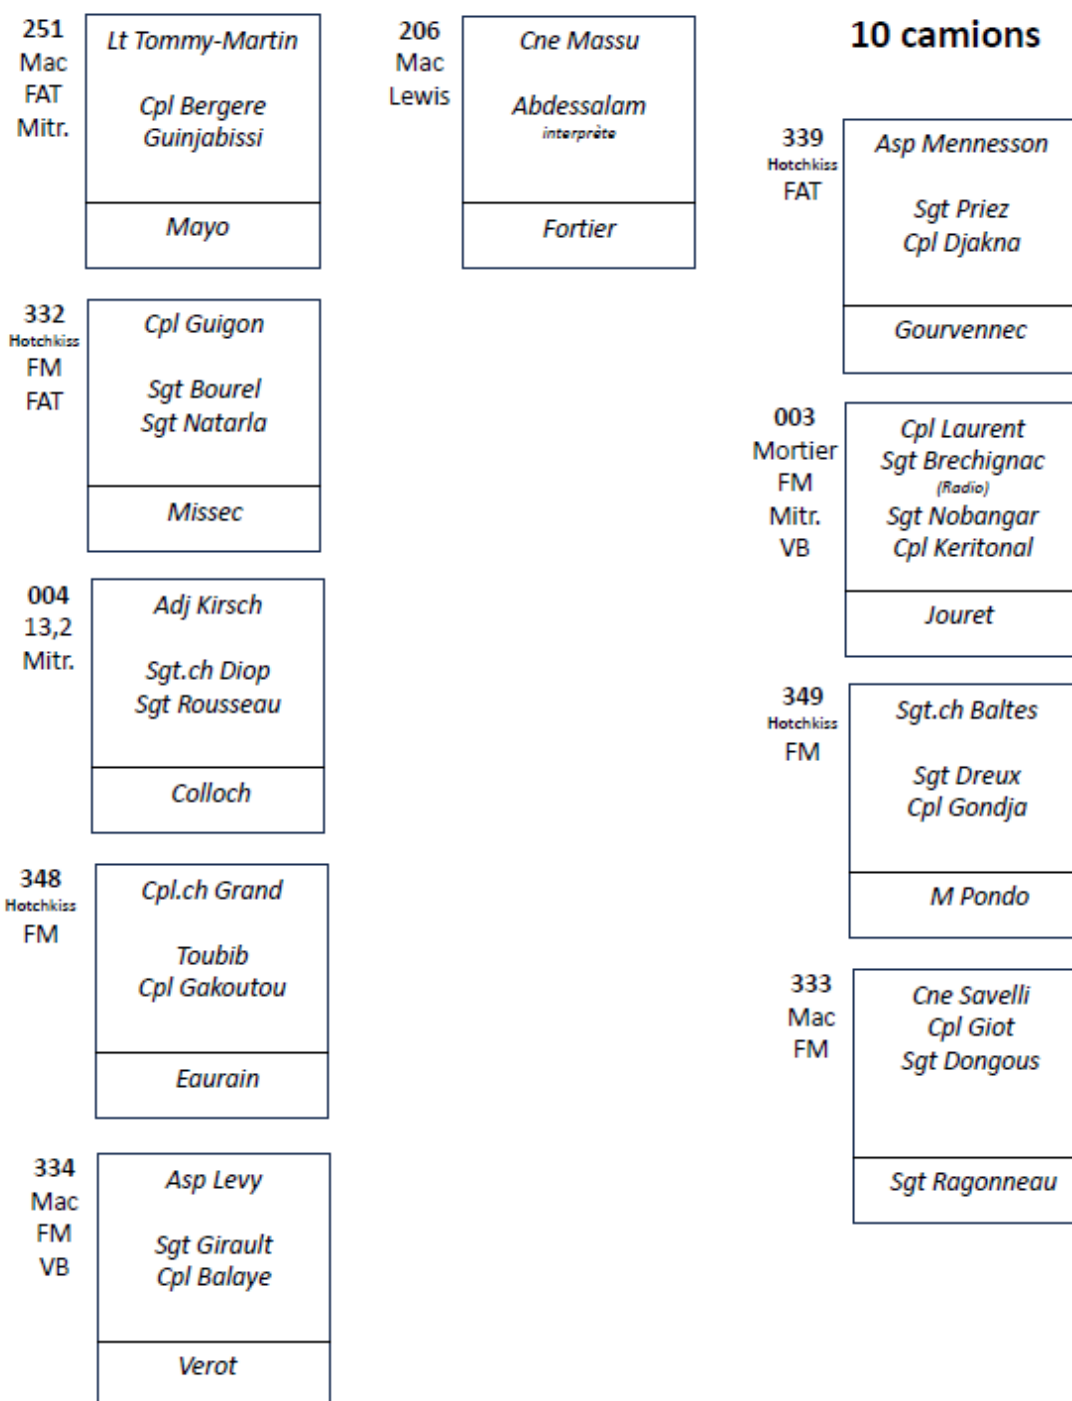 10 camions
251
Mac
FAT
Mitr.
Lt Tommy-Martin
Cpl Bergere
Guinjabissi
Mayo
332
Hotchkiss
FM
FAT
Cpl Guigon
Sgt Bourel
Sgt Natarla
Missec
004
13,2
Mitr.
Adj Kirsch
Sgt.ch Diop
Sgt Rousseau
Colloch
348
Hotchkiss
FM
Cpl.ch Grand
Toubib
Cpl Gakoutou
Eaurain
334
Mac
FM
VB
Asp Levy
Sgt Girault
Cpl Balaye
Verot
206
Mac
Lewis
Cne Massu
Abdessalam
interprète
Fortier
339
Hotchkiss
FAT
Asp Mennesson
Sgt Priez
Cpl Djakna
Gourvennec
003
Mortier
FM
Mitr.
VB
Cpl Laurent
Sgt Brechignac
(Radio)
Sgt Nobangar
Cpl Keritonal
Jouret
349
Hotchkiss
FM
Sgt.ch Baltes
Sgt Dreux
Cpl Gondja
M Pondo
333
Mac
FM
Cne Savelli
Cpl Giot
Sgt Dongous
Sgt Ragonneau